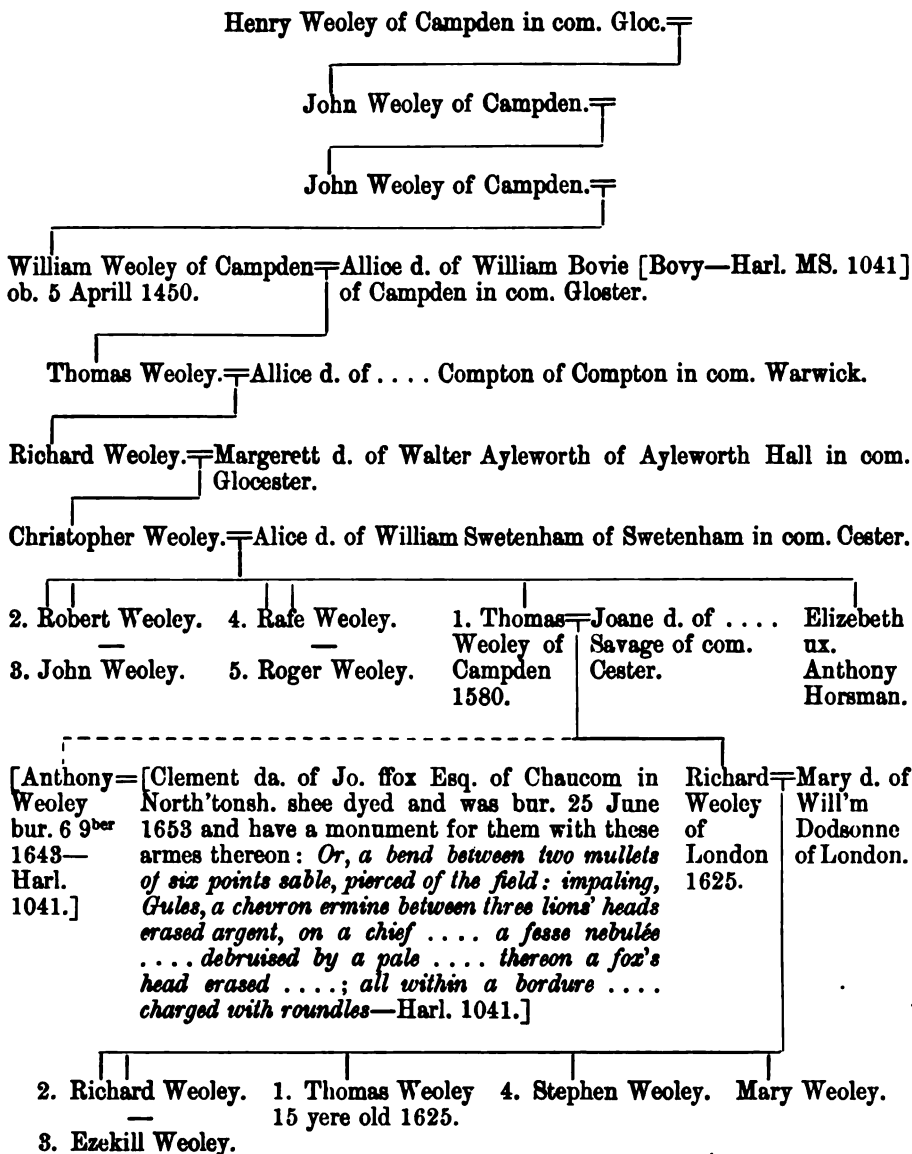 Henry Weoley of Campden in com. Gloc.
John Weoley of Campden.
John Weoley of Campden.
William Weoley of Campden=Allice d. of William Bovie [Bovy—Harl. MS. 1041]
ob. 5 Aprill 1450. of Campden in com. Gloster.
Thomas Weoley.=Allice d. of .... Compton of Compton in com. Warwick.
Richard Weoley.=Margerett d. of Walter Ayleworth of Ayleworth Hall in com.
Glocester.
Christopher Weoley.=Alice d. of William Swetenham of Swetenham in com. Cester.
2. Robert Weoley.
—
3. John Weoley.
4. Rafe Weoley.
—
5. Roger Weoley.
1. Thomas=
Weoley of
Campden
1580.
Joane d. of ....
Savage of com.
Cester.
Elizebeth
ux.
Anthony
Horsman.
[Anthony=
Weoley
bur. 6 9ber
1643—
Harl.
1041.]
[Clement da. of Jo. ffox Esq. of Chaucom in
North'tonsh. shee dyed and was bur. 25 June
1653 and have a monument for them with these
armes thereon: Or, a bend between two mullets
of six points sable, pierced of the field: impaling,
Gules, a chevron ermine between three lions' heads
erased argent, on a chief .... a fesse nebulée
.... debruised by a pale .... thereon a fox's
head erased ....; all within a bordure ....
charged with roundles—Harl. 1041.]
Richard=
Weoley
of
London
1625.
Mary d. of
Will'm
Dodsonne
of London.
2. Richard Weoley.
—
3. Ezekill Weoley.
1. Thomas Weoley
15 yere old 1625.
4. Stephen Weoley.
Mary Weoley.